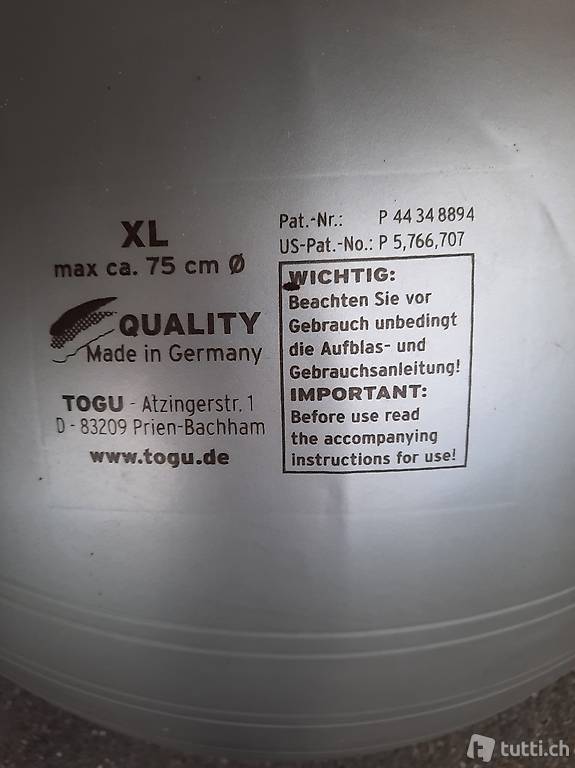 XL
max ca. 75 cm Ø
QUALITY
Made in Germany
TOGU - Atzingerstr. 1
D - 83209 Prien-Bachham
www.togu.de
Pat.-Nr.: P 44 34 8894
US-Pat.-No.: P 5,766,707
WICHTIG:
Beachten Sie vor
Gebrauch unbedingt
die Aufblas- und
Gebrauchsanleitung!
IMPORTANT:
Before use read
the accompanying
instructions for use!
tutti.ch